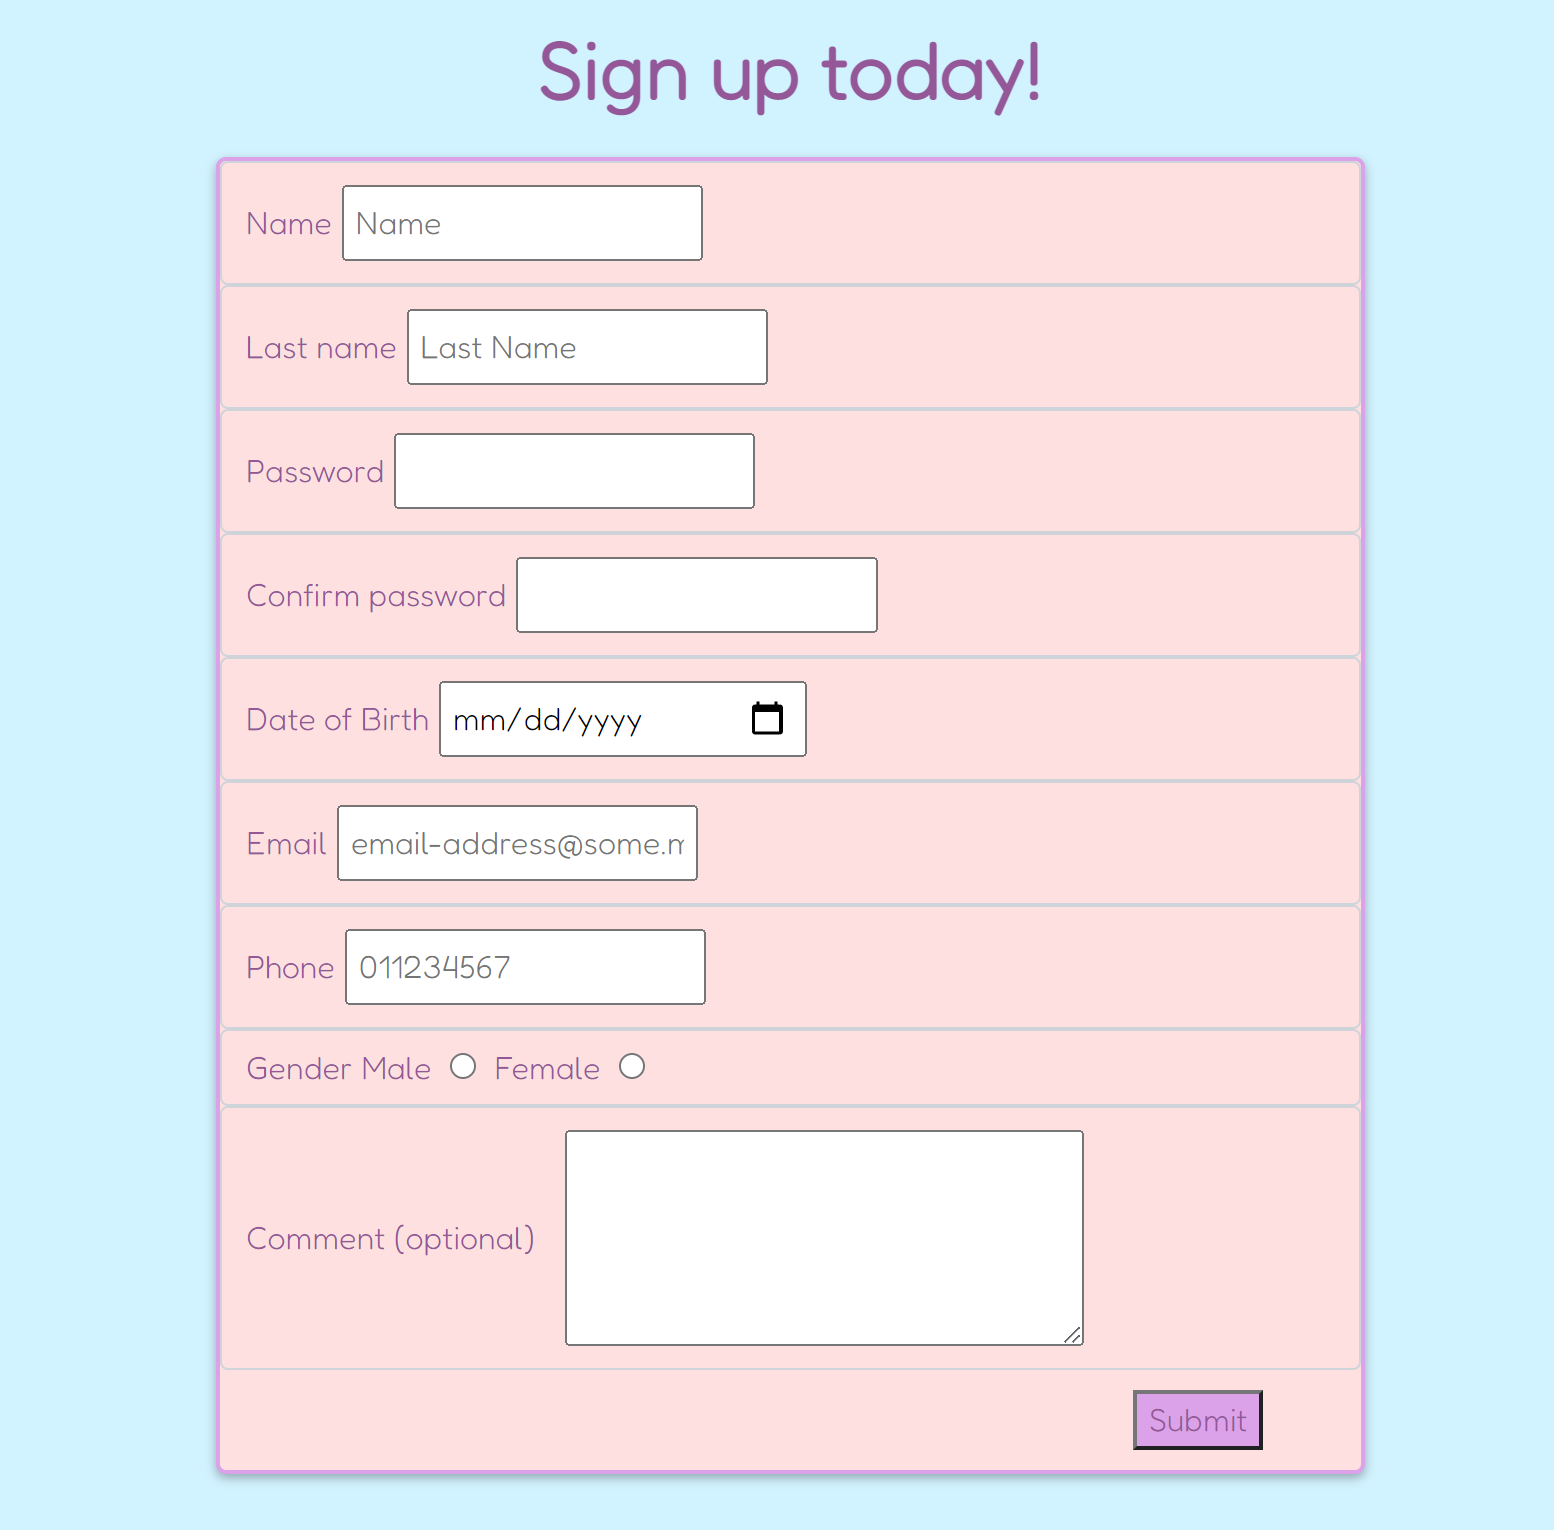 Sign up today!
Name Name
Last name Last Name
Password
Confirm password
Date of Birth mm/dd/yyyy
Email email-address@some.m
Phone 011234567
Gender Male Female
Comment (optional)
Submit